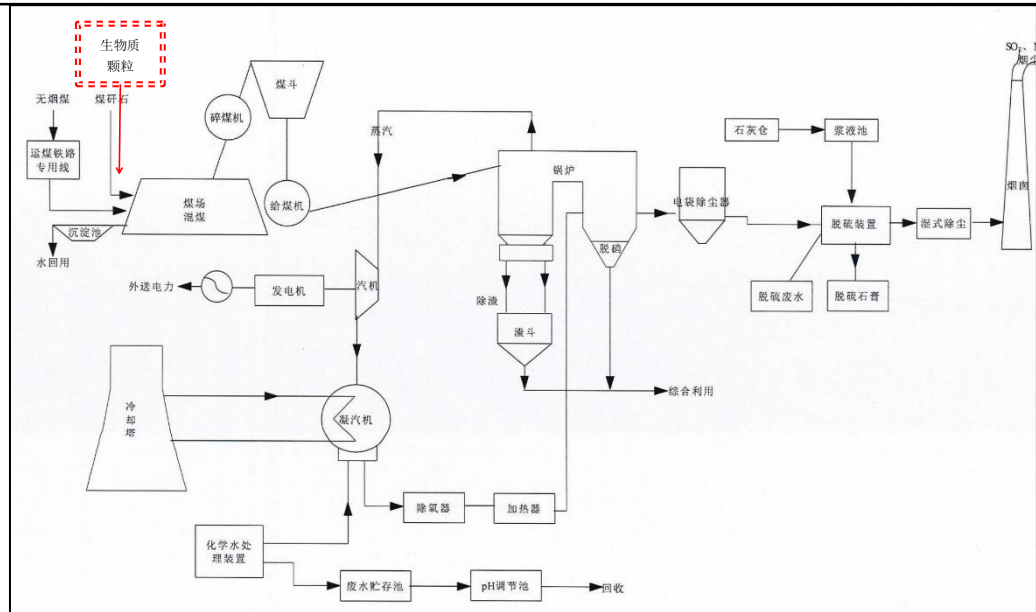 生物质
颗粒
SO₂、
烟尘
无烟煤
煤矸石
碎煤机
煤斗
蒸汽
石灰仓
浆液池
运煤铁路
专用线
锅炉
煤场
混煤
给煤机
电袋除尘器
烟囱
脱硫装置
湿式除尘
沉淀池
脱硝
水回用
外送电力
发电机
汽机
脱硫废水
脱硫石膏
除渣
渣斗
综合利用
冷却塔
凝汽机
除氧器
加热器
化学水处
理装置
废水贮存池
pH调节池
回收